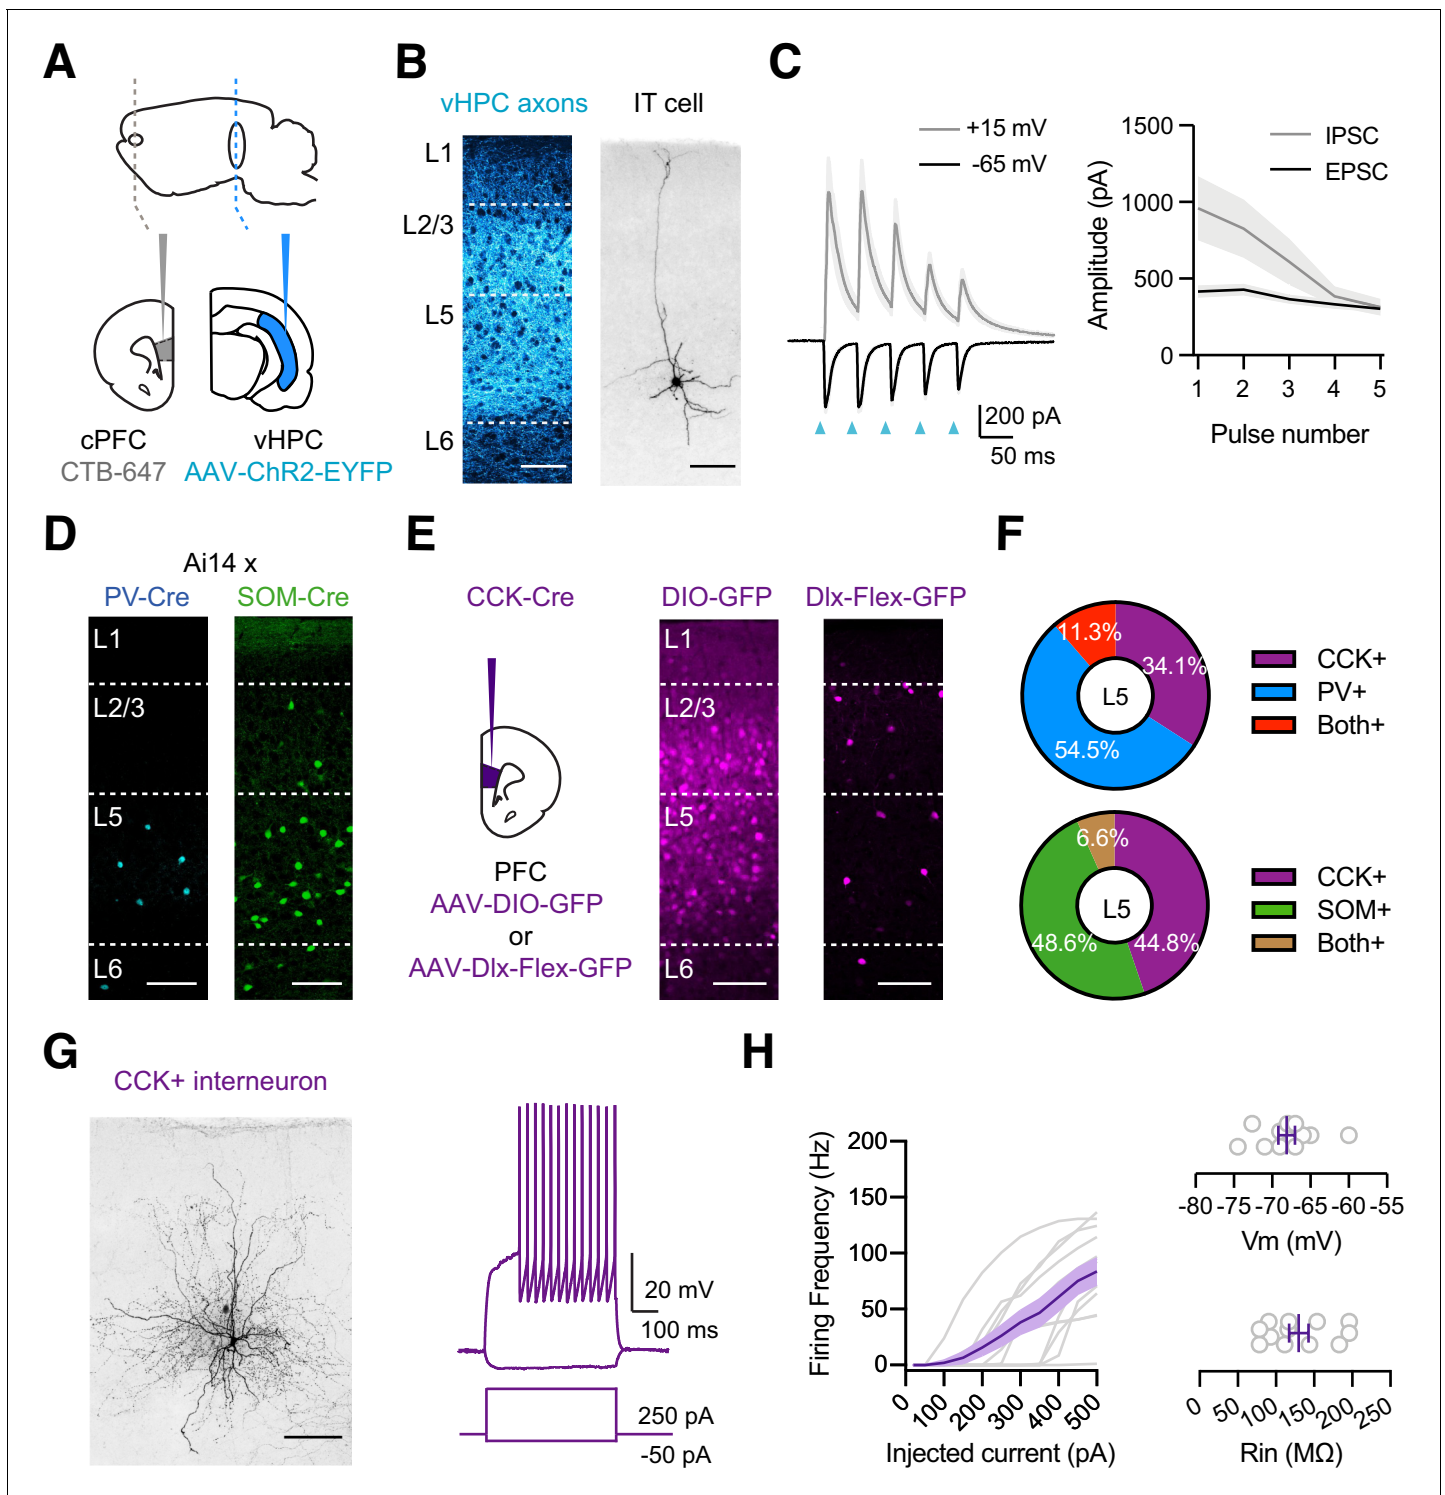 A
cPFC
CTB-647
vHPC
AAV-ChR2-EYFP
B
vHPC axons
IT cell
L1
L2/3
L5
L6
C
+15 mV
-65 mV
200 pA
50 ms
Amplitude (pA)
1500
1000
500
0
IPSC
EPSC
1 2 3 4 5
Pulse number
D
Ai14 x
PV-Cre
SOM-Cre
L1
L2/3
L5
L6
E
CCK-Cre
PFC
AAV-DIO-GFP
or
AAV-Dlx-Flex-GFP
DIO-GFP
Dlx-Flex-GFP
L1
L2/3
L5
L6
F
11.3%
34.1%
L5
54.5%
CCK+
PV+
Both+
6.6%
L5
48.6%
44.8%
CCK+
SOM+
Both+
G
CCK+ interneuron
20 mV
100 ms
250 pA
-50 pA
H
Firing Frequency (Hz)
200
150
100
50
0
0 100 200 300 400 500
Injected current (pA)
-80 -75 -70 -65 -60 -55
Vm (mV)
0 50 100 150 200 250
Rin (MΩ)